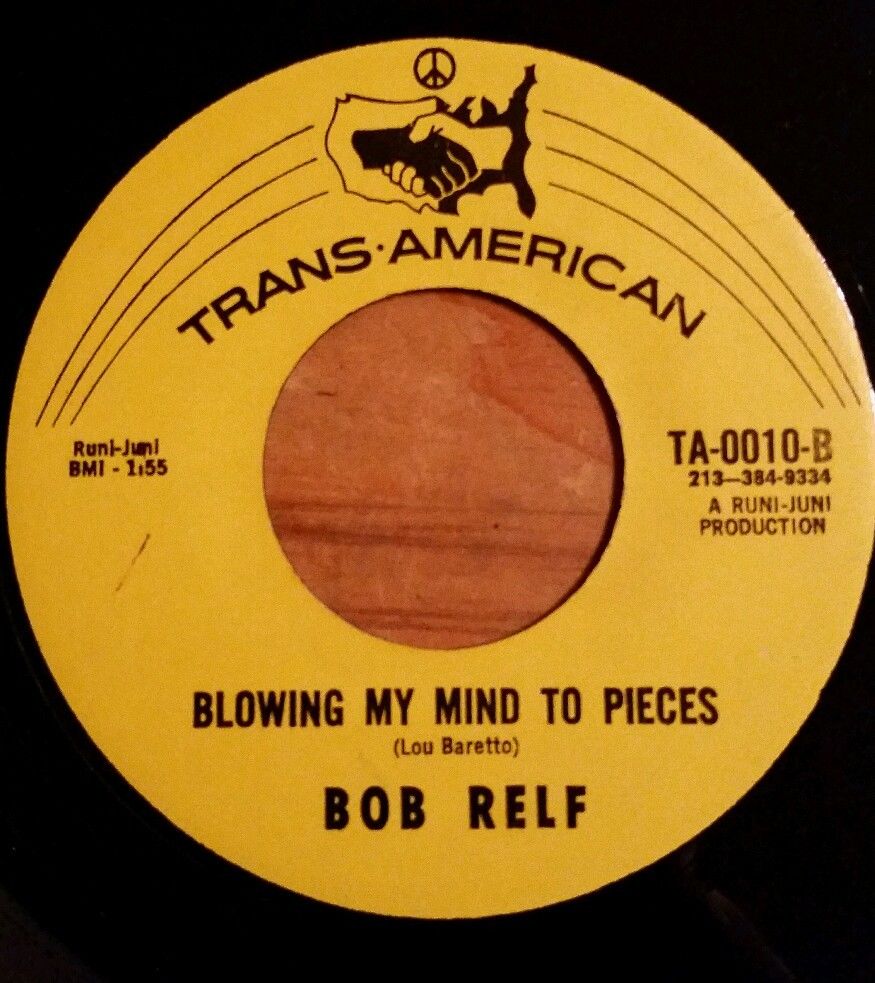 TRANS·AMERICAN
Runi-Juni
BMI - 1:55
TA-0010-B
213—384-9334
A RUNI-JUNI
PRODUCTION
BLOWING MY MIND TO PIECES
(Lou Baretto)
BOB RELF